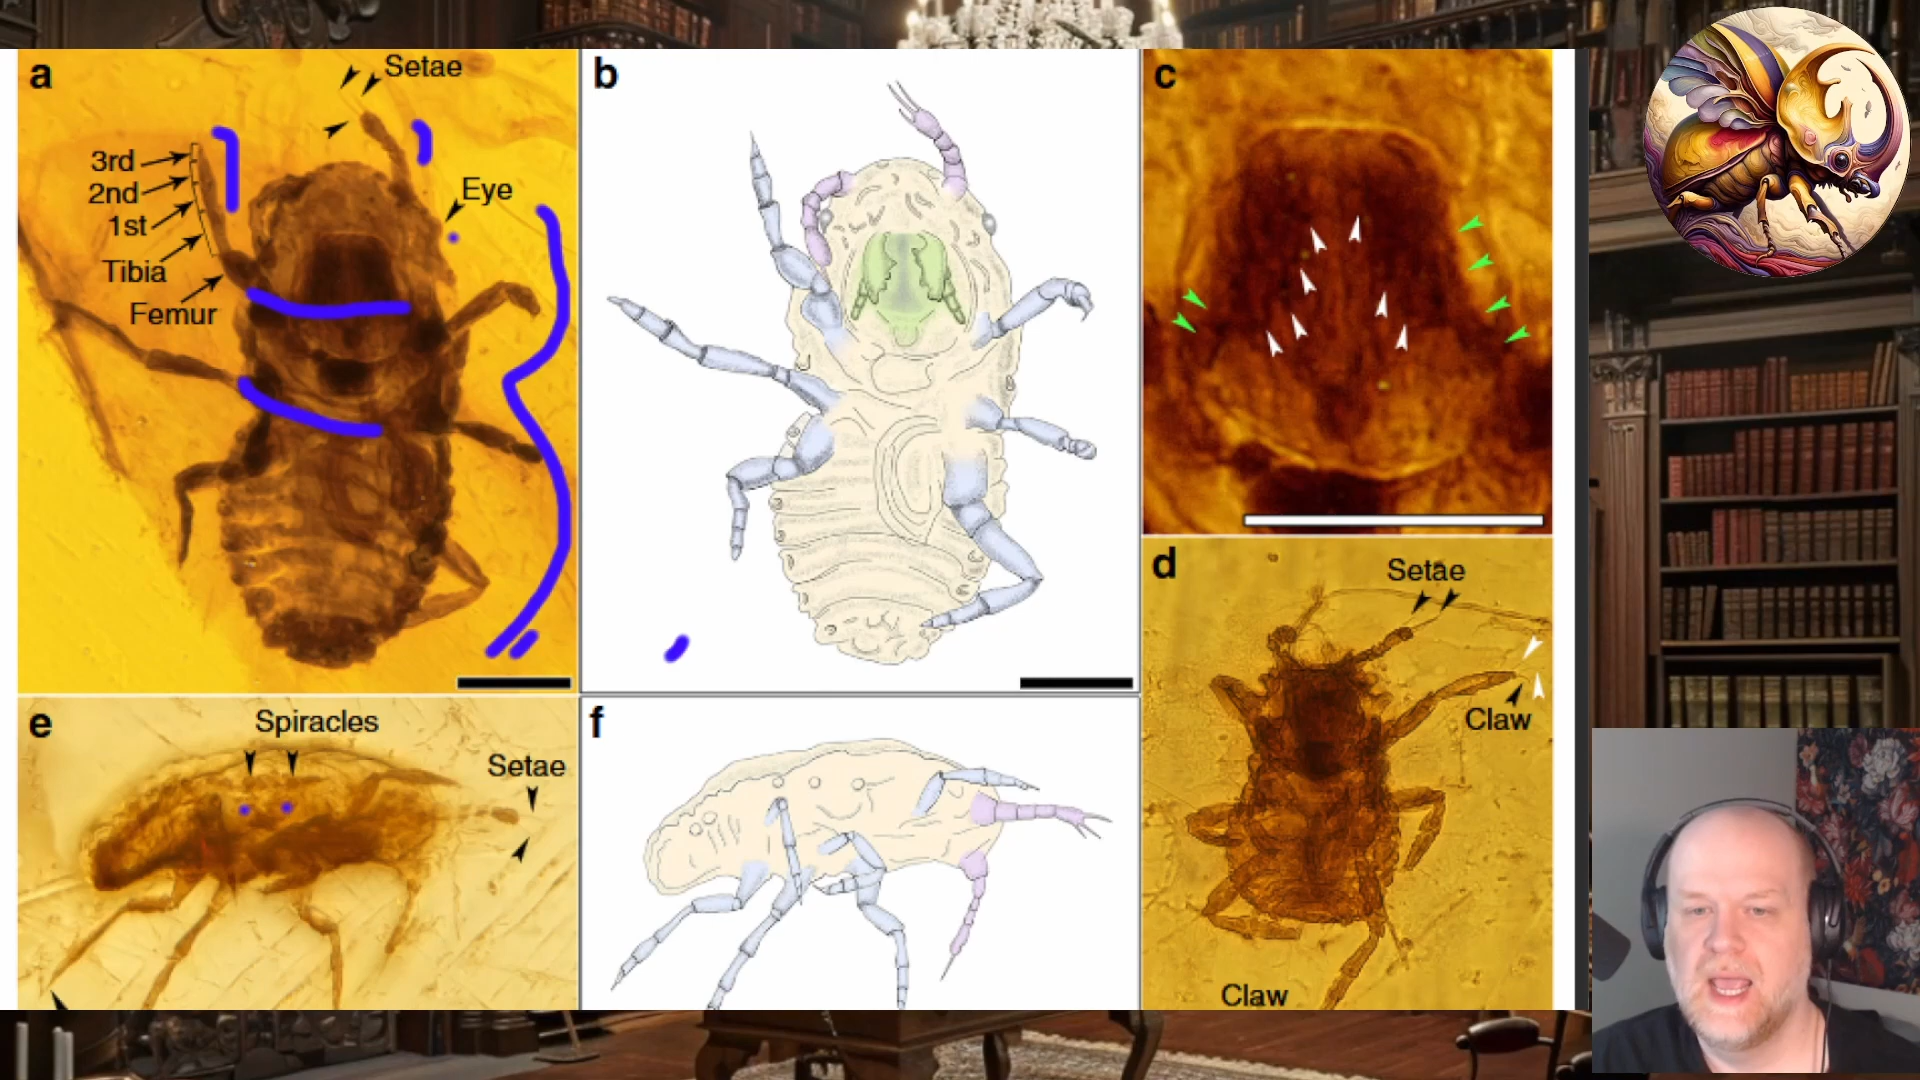 a
Setae
3rd
2nd
1st
Tibia
Femur
Eye
b
c
d
Setae
Claw
Claw
e
Spiracles
Setae
f